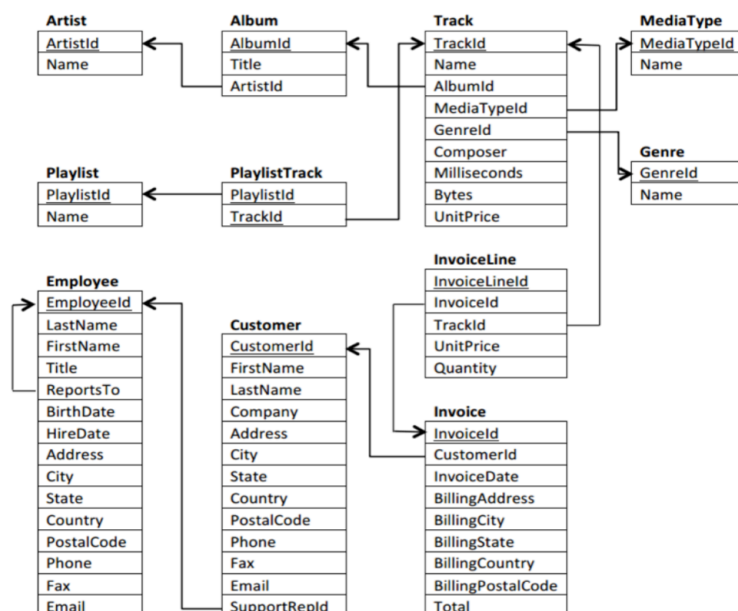 Artist
ArtistId
Name
Album
AlbumId
Title
ArtistId
Track
TrackId
Name
AlbumId
MediaTypeId
GenreId
Composer
Milliseconds
Bytes
UnitPrice
MediaType
MediaTypeId
Name
Genre
GenreId
Name
Playlist
PlaylistId
Name
PlaylistTrack
PlaylistId
TrackId
Employee
EmployeeId
LastName
FirstName
Title
ReportsTo
BirthDate
HireDate
Address
City
State
Country
PostalCode
Phone
Fax
Email
Customer
CustomerId
FirstName
LastName
Company
Address
City
State
Country
PostalCode
Phone
Fax
Email
SupportRepId
InvoiceLine
InvoiceLineId
InvoiceId
TrackId
UnitPrice
Quantity
Invoice
InvoiceId
CustomerId
InvoiceDate
BillingAddress
BillingCity
BillingState
BillingCountry
BillingPostalCode
Total